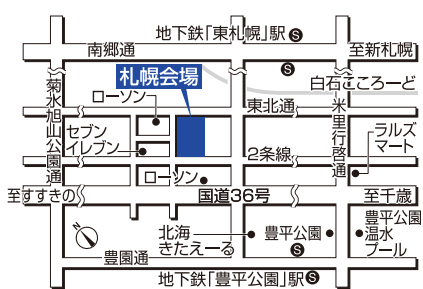 地下鉄｢東札幌｣駅 S
南郷通
至新札幌
札幌会場
S
白石こころーど
菊水旭山公園通
ローソン
東北通
米里行啓通
セブン
イレブン
ラルズ
マート
2条線
ローソン
至すすきの
国道36号
至千歳
北海
きたえーる
豊平公園
S
豊平公園
温水
プール
N
豊園通
地下鉄｢豊平公園｣駅 S